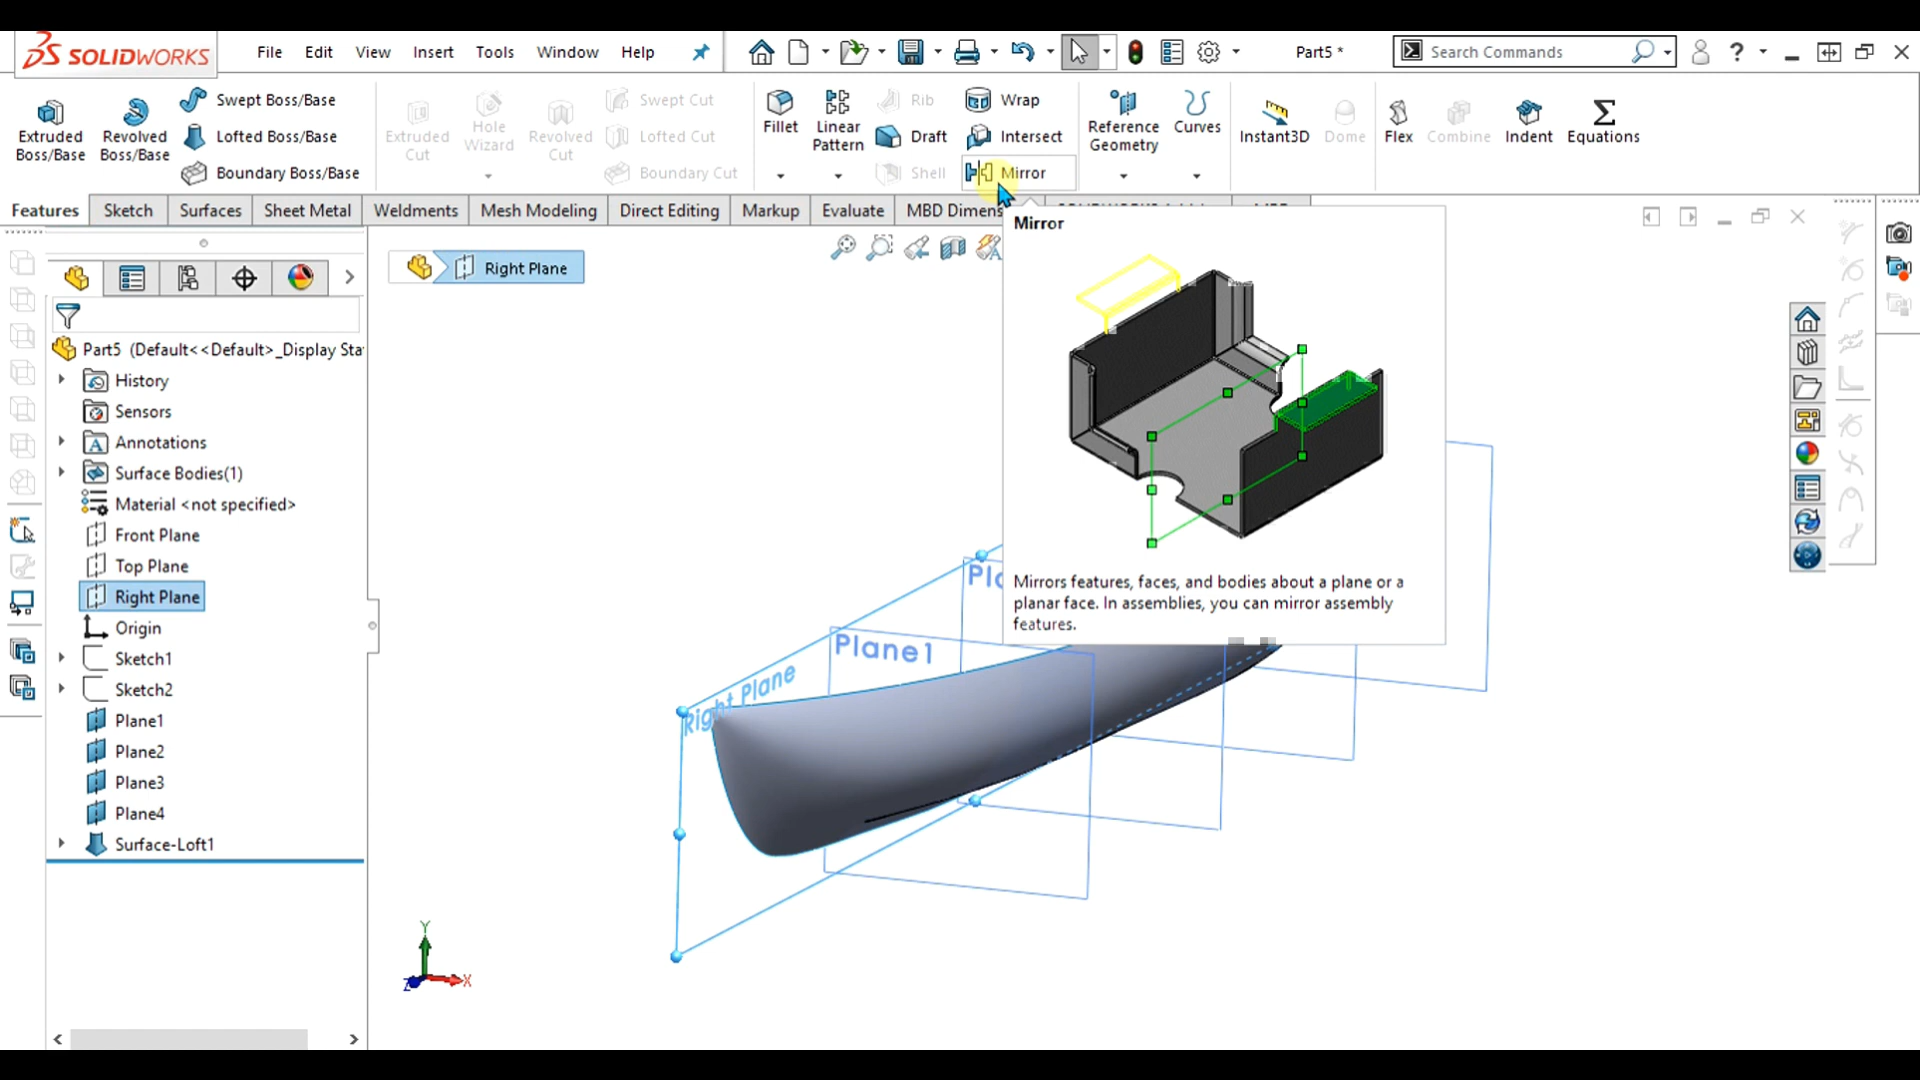 SOLIDWORKS File Edit View Insert Tools Window Help Part5 * Search Commands
Extruded Boss/Base
Revolved Boss/Base
Swept Boss/Base
Lofted Boss/Base
Boundary Boss/Base
Extruded Cut
Hole Wizard
Revolved Cut
Swept Cut
Lofted Cut
Boundary Cut
Fillet
Linear Pattern
Rib
Draft
Shell
Wrap
Intersect
Mirror
Reference Geometry
Curves
Instant3D
Dome
Flex
Combine
Indent
Equations
Features Sketch Surfaces Sheet Metal Weldments Mesh Modeling Direct Editing Markup Evaluate MBD Dimens
Right Plane
Part5 (Default<<Default>_Display Sta
History
Sensors
Annotations
Surface Bodies(1)
Material <not specified>
Front Plane
Top Plane
Right Plane
Origin
Sketch1
Sketch2
Plane1
Plane2
Plane3
Plane4
Surface-Loft1
Mirror
Mirrors features, faces, and bodies about a plane or a
planar face. In assemblies, you can mirror assembly
features.
Pla
Plane1
Right Plane
Y
X
Z